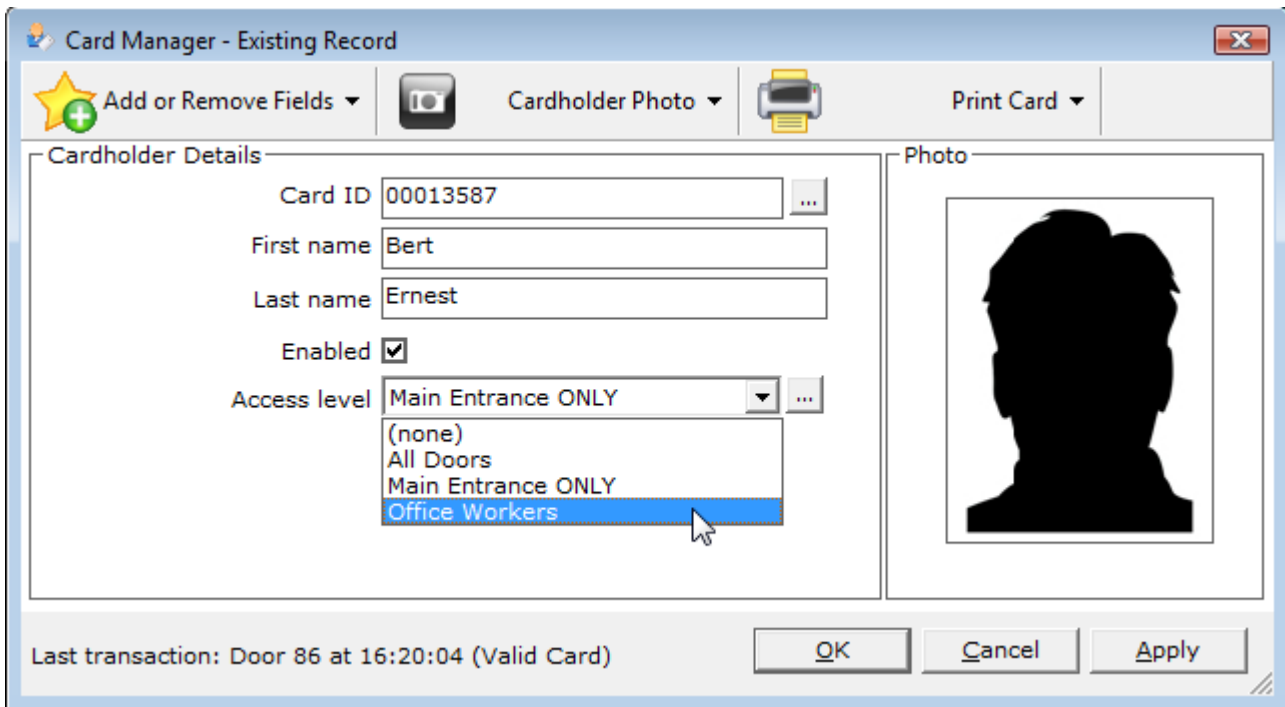 Card Manager - Existing Record
Add or Remove Fields
Cardholder Photo
Print Card
Cardholder Details
Photo
Card ID 00013587 ...
First name Bert
Last name Ernest
Enabled
Access level Main Entrance ONLY ...
(none)
All Doors
Main Entrance ONLY
Office Workers
Last transaction: Door 86 at 16:20:04 (Valid Card)
OK
Cancel
Apply